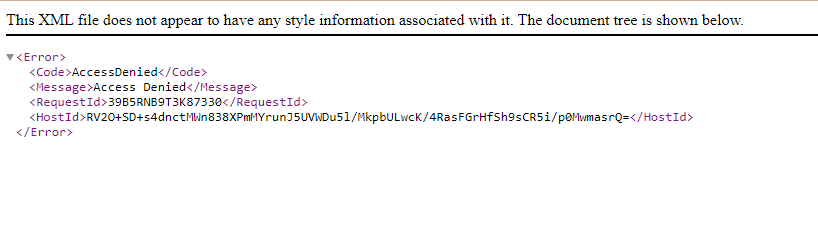 This XML file does not appear to have any style information associated with it. The document tree is shown below.
<Error>
<Code>AccessDenied</Code>
<Message>Access Denied</Message>
<RequestId>39B5RNB9T3K87330</RequestId>
<HostId>RV2O+SD+s4dnctMWn838XPmMYrunJ5UVWDu5l/MkpbULwcK/4RasFGrHfSh9sCR5i/p0MwmasrQ=</HostId>
</Error>